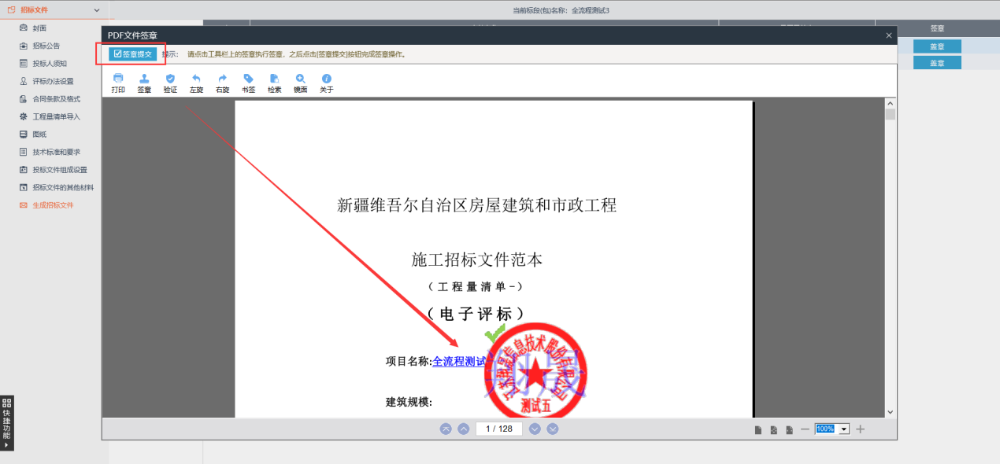 招标文件
当前标段(包)名称：全流程测试3
封面
招标公告
投标人须知
评标办法设置
合同条款及格式
工程量清单导入
图纸
技术标准和要求
投标文件组成设置
招标文件的其他材料
生成招标文件
快捷功能
签章
盖章
盖章
PDF文件签章
签章提交
提示： 请点击工具栏上的签章执行签章，之后点击[签章提交]按钮完成签章操作。
打印 签章 验证 左旋 右旋 书签 检索 镜面 关于
新疆维吾尔自治区房屋建筑和市政工程
施工招标文件范本
（工程量清单-）
（电子评标）
项目名称:全流程测试
建筑规模:
测试五
1 / 128
100%